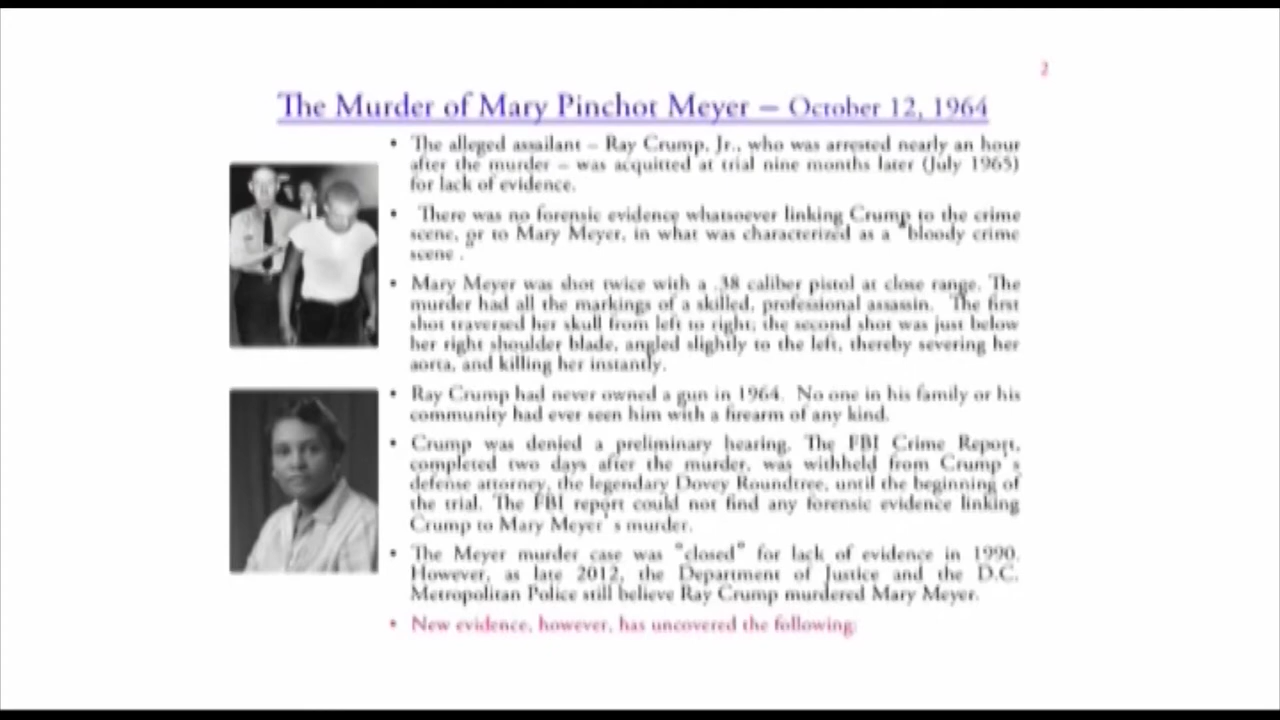 2
The Murder of Mary Pinchot Meyer – October 12, 1964
• The alleged assailant – Ray Crump, Jr., who was arrested nearly an hour
after the murder – was acquitted at trial nine months later (July 1965)
for lack of evidence.
• There was no forensic evidence whatsoever linking Crump to the crime
scene, or to Mary Meyer, in what was characterized as a "bloody crime
scene .
• Mary Meyer was shot twice with a .38 caliber pistol at close range. The
murder had all the markings of a skilled, professional assassin. The first
shot traversed her skull from left to right; the second shot was just below
her right shoulder blade, angled slightly to the left, thereby severing her
aorta, and killing her instantly.
• Ray Crump had never owned a gun in 1964. No one in his family or his
community had ever seen him with a firearm of any kind.
• Crump was denied a preliminary hearing. The FBI Crime Report,
completed two days after the murder, was withheld from Crump's
defense attorney, the legendary Dovey Roundtree, until the beginning of
the trial. The FBI report could not find any forensic evidence linking
Crump to Mary Meyer's murder.
• The Meyer murder case was "closed" for lack of evidence in 1990.
However, as late 2012, the Department of Justice and the D.C.
Metropolitan Police still believe Ray Crump murdered Mary Meyer.
• New evidence, however, has uncovered the following: